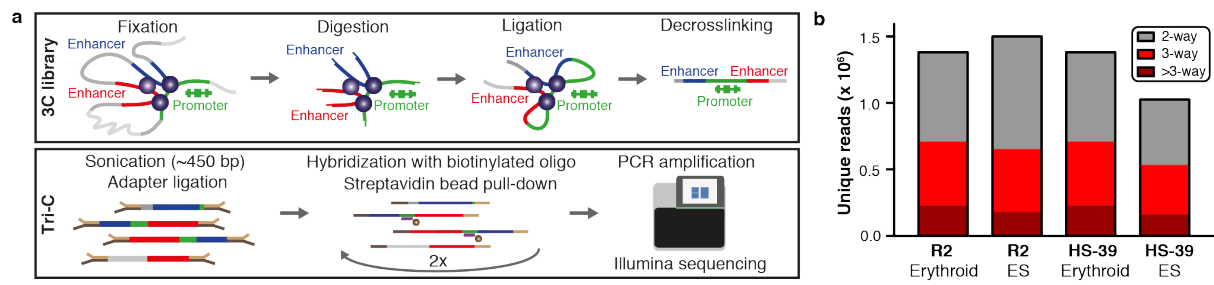 a
3C library
Fixation
Digestion
Ligation
Decrosslinking
Enhancer
Enhancer
Promoter
Enhancer
Enhancer
Promoter
Enhancer
Enhancer
Promoter
Enhancer
Enhancer
Promoter
Tri-C
Sonication (~450 bp)
Adapter ligation
Hybridization with biotinylated oligo
Streptavidin bead pull-down
2x
PCR amplification
Illumina sequencing
b
Unique reads (x 10⁶)
1.5
1.0
0.5
0.0
2-way
3-way
>3-way
R2
Erythroid
R2
ES
HS-39
Erythroid
HS-39
ES